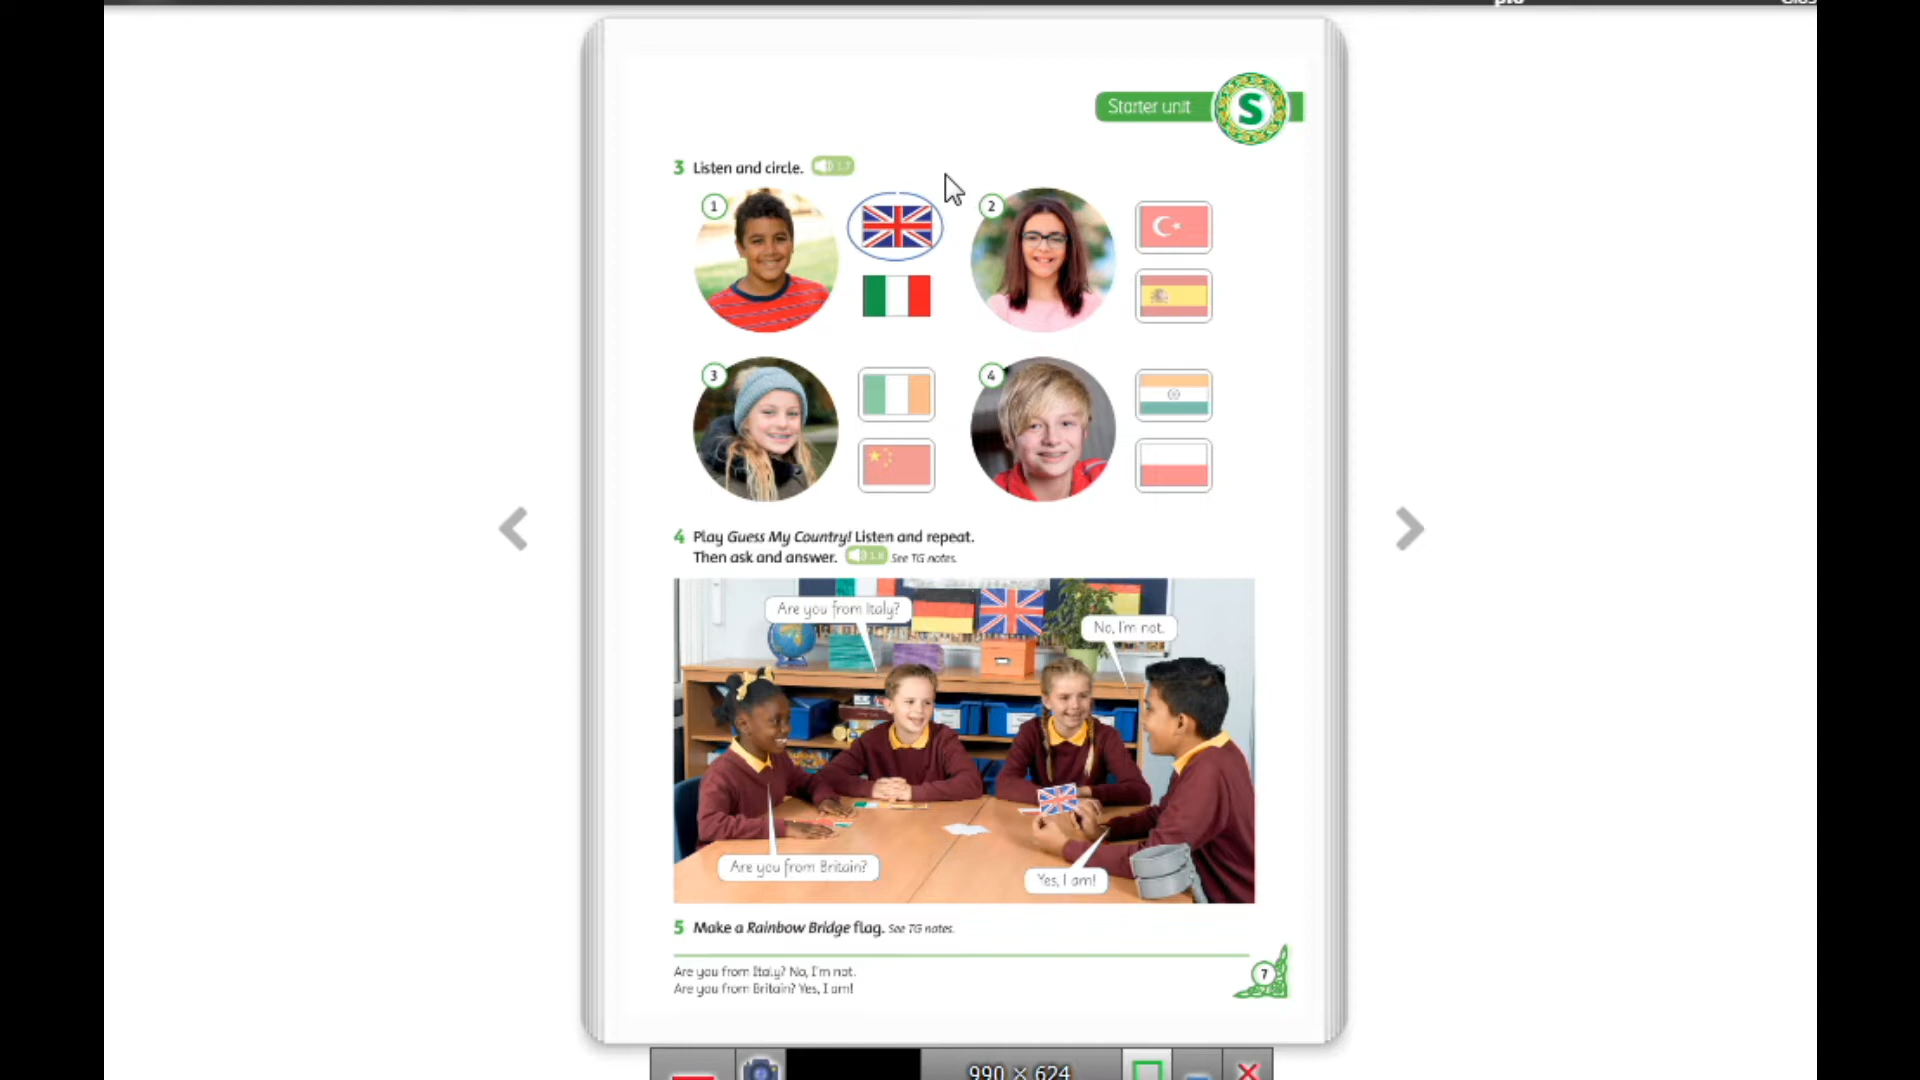 Starter unit S
3 Listen and circle.
1
2
3
4
4 Play Guess My Country! Listen and repeat.
Then ask and answer. 1.8 See TG notes.
Are you from Italy?
No, I'm not.
Are you from Britain?
Yes, I am!
5 Make a Rainbow Bridge flag. See TG notes.
Are you from Italy? No, I'm not.
Are you from Britain? Yes, I am!
7
990 × 624